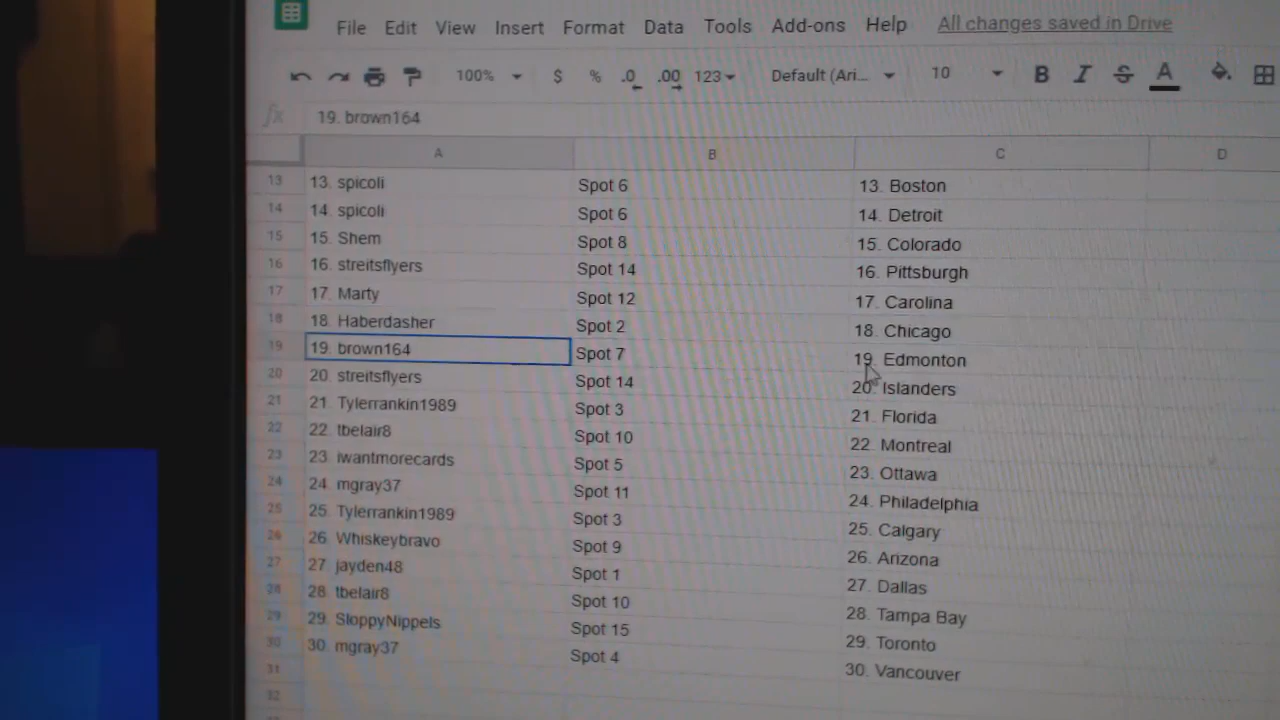 File Edit View Insert Format Data Tools Add-ons Help All changes saved in Drive
100% $ % .0 .00 123 Default (Ari... 10 B I S A
fx 19. brown164
A B C D
13 13. spicoli Spot 6 13. Boston
14 14. spicoli Spot 6 14. Detroit
15 15. Shem Spot 8 15. Colorado
16 16. streitsflyers Spot 14 16. Pittsburgh
17 17. Marty Spot 12 17. Carolina
18 18. Haberdasher Spot 2 18. Chicago
19 19. brown164 Spot 7 19. Edmonton
20 20. streitsflyers Spot 14 20. Islanders
21 21. Tylerrankin1989 Spot 3 21. Florida
22 22. tbelair8 Spot 10 22. Montreal
23 23. iwantmorecards Spot 5 23. Ottawa
24 24. mgray37 Spot 11 24. Philadelphia
25 25. Tylerrankin1989 Spot 3 25. Calgary
26 26. Whiskeybravo Spot 9 26. Arizona
27 27. jayden48 Spot 1 27. Dallas
28 28. tbelair8 Spot 10 28. Tampa Bay
29 29. SloppyNippels Spot 15 29. Toronto
30 30. mgray37 Spot 4 30. Vancouver
31
32